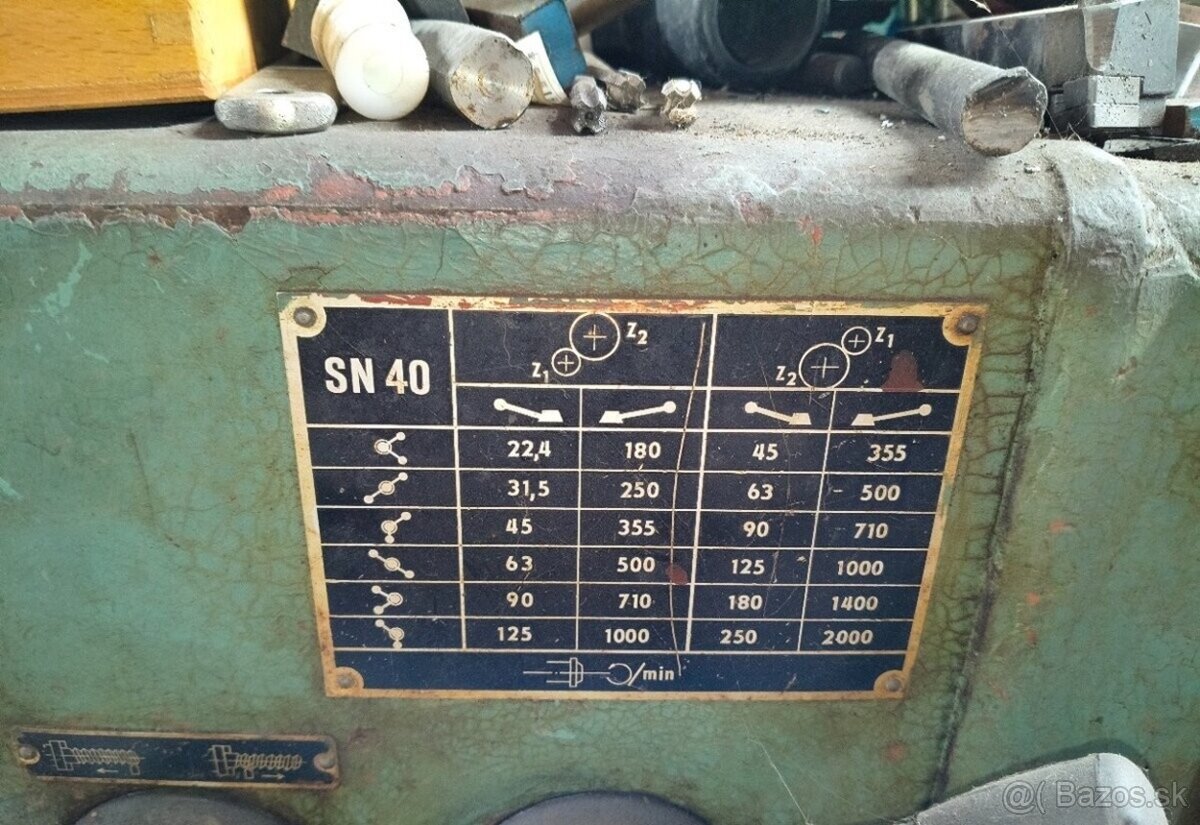 Z₂ Z₁
SN 40 Z₁ Z₂
22,4 180 45 355
31,5 250 63 500
45 355 90 710
63 500 125 1000
90 710 180 1400
125 1000 250 2000
/min
@( Bazos.sk